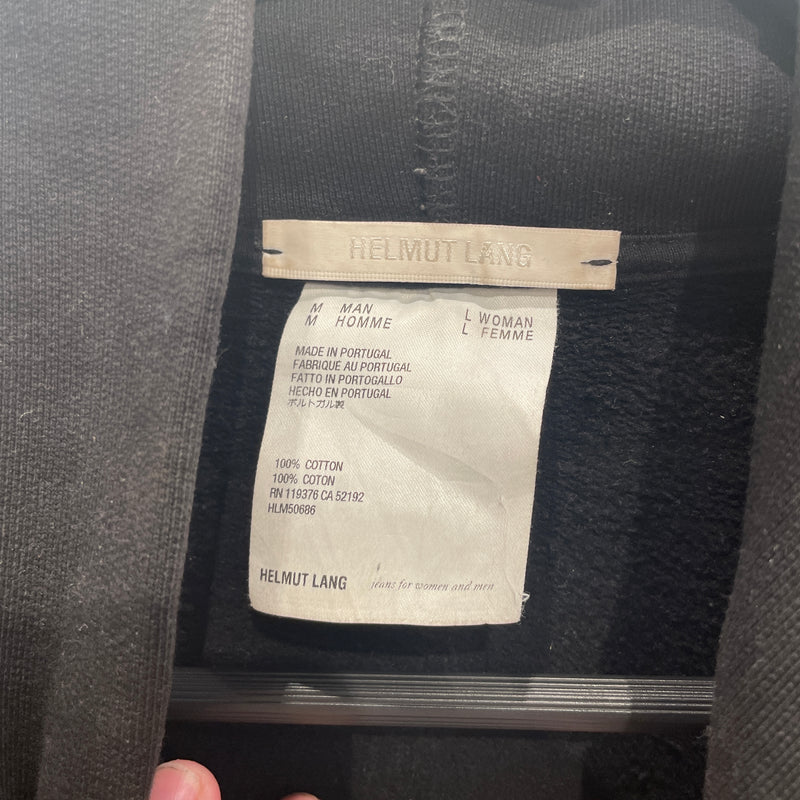 HELMUT LANG
M MAN L WOMAN
M HOMME L FEMME
MADE IN PORTUGAL
FABRIQUÉ AU PORTUGAL
FATTO IN PORTOGALLO
HECHO EN PORTUGAL
ポルトガル製
100% COTTON
100% COTON
RN 119376 CA 52192
HLM50686
HELMUT LANG jeans for women and men